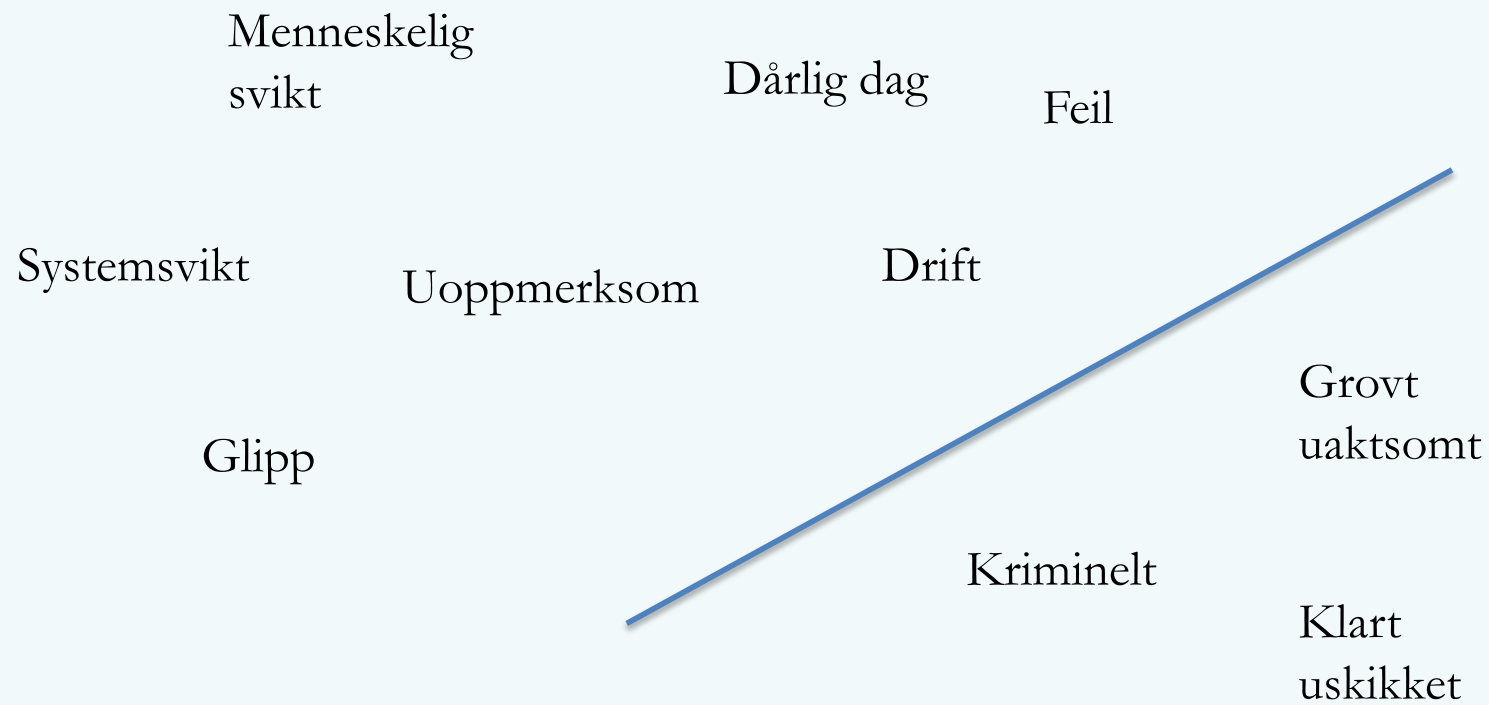 Menneskelig
svikt
Dårlig dag
Feil
Systemsvikt
Uoppmerksom
Drift
Grovt
uaktsomt
Glipp
Kriminelt
Klart
uskikket